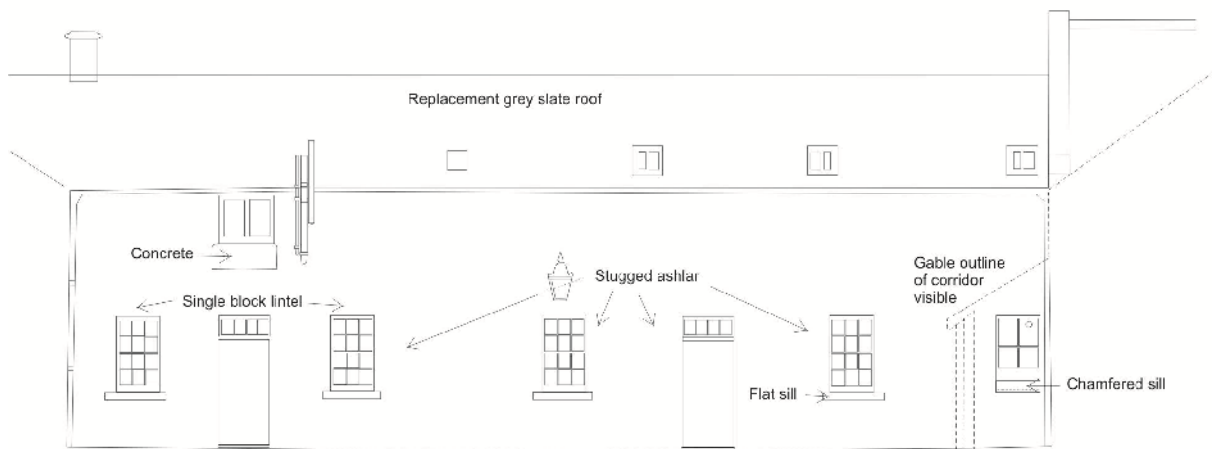 Replacement grey slate roof
Concrete
Stugged ashlar
Gable outline
of corridor
visible
Single block lintel
Flat sill
Chamfered sill